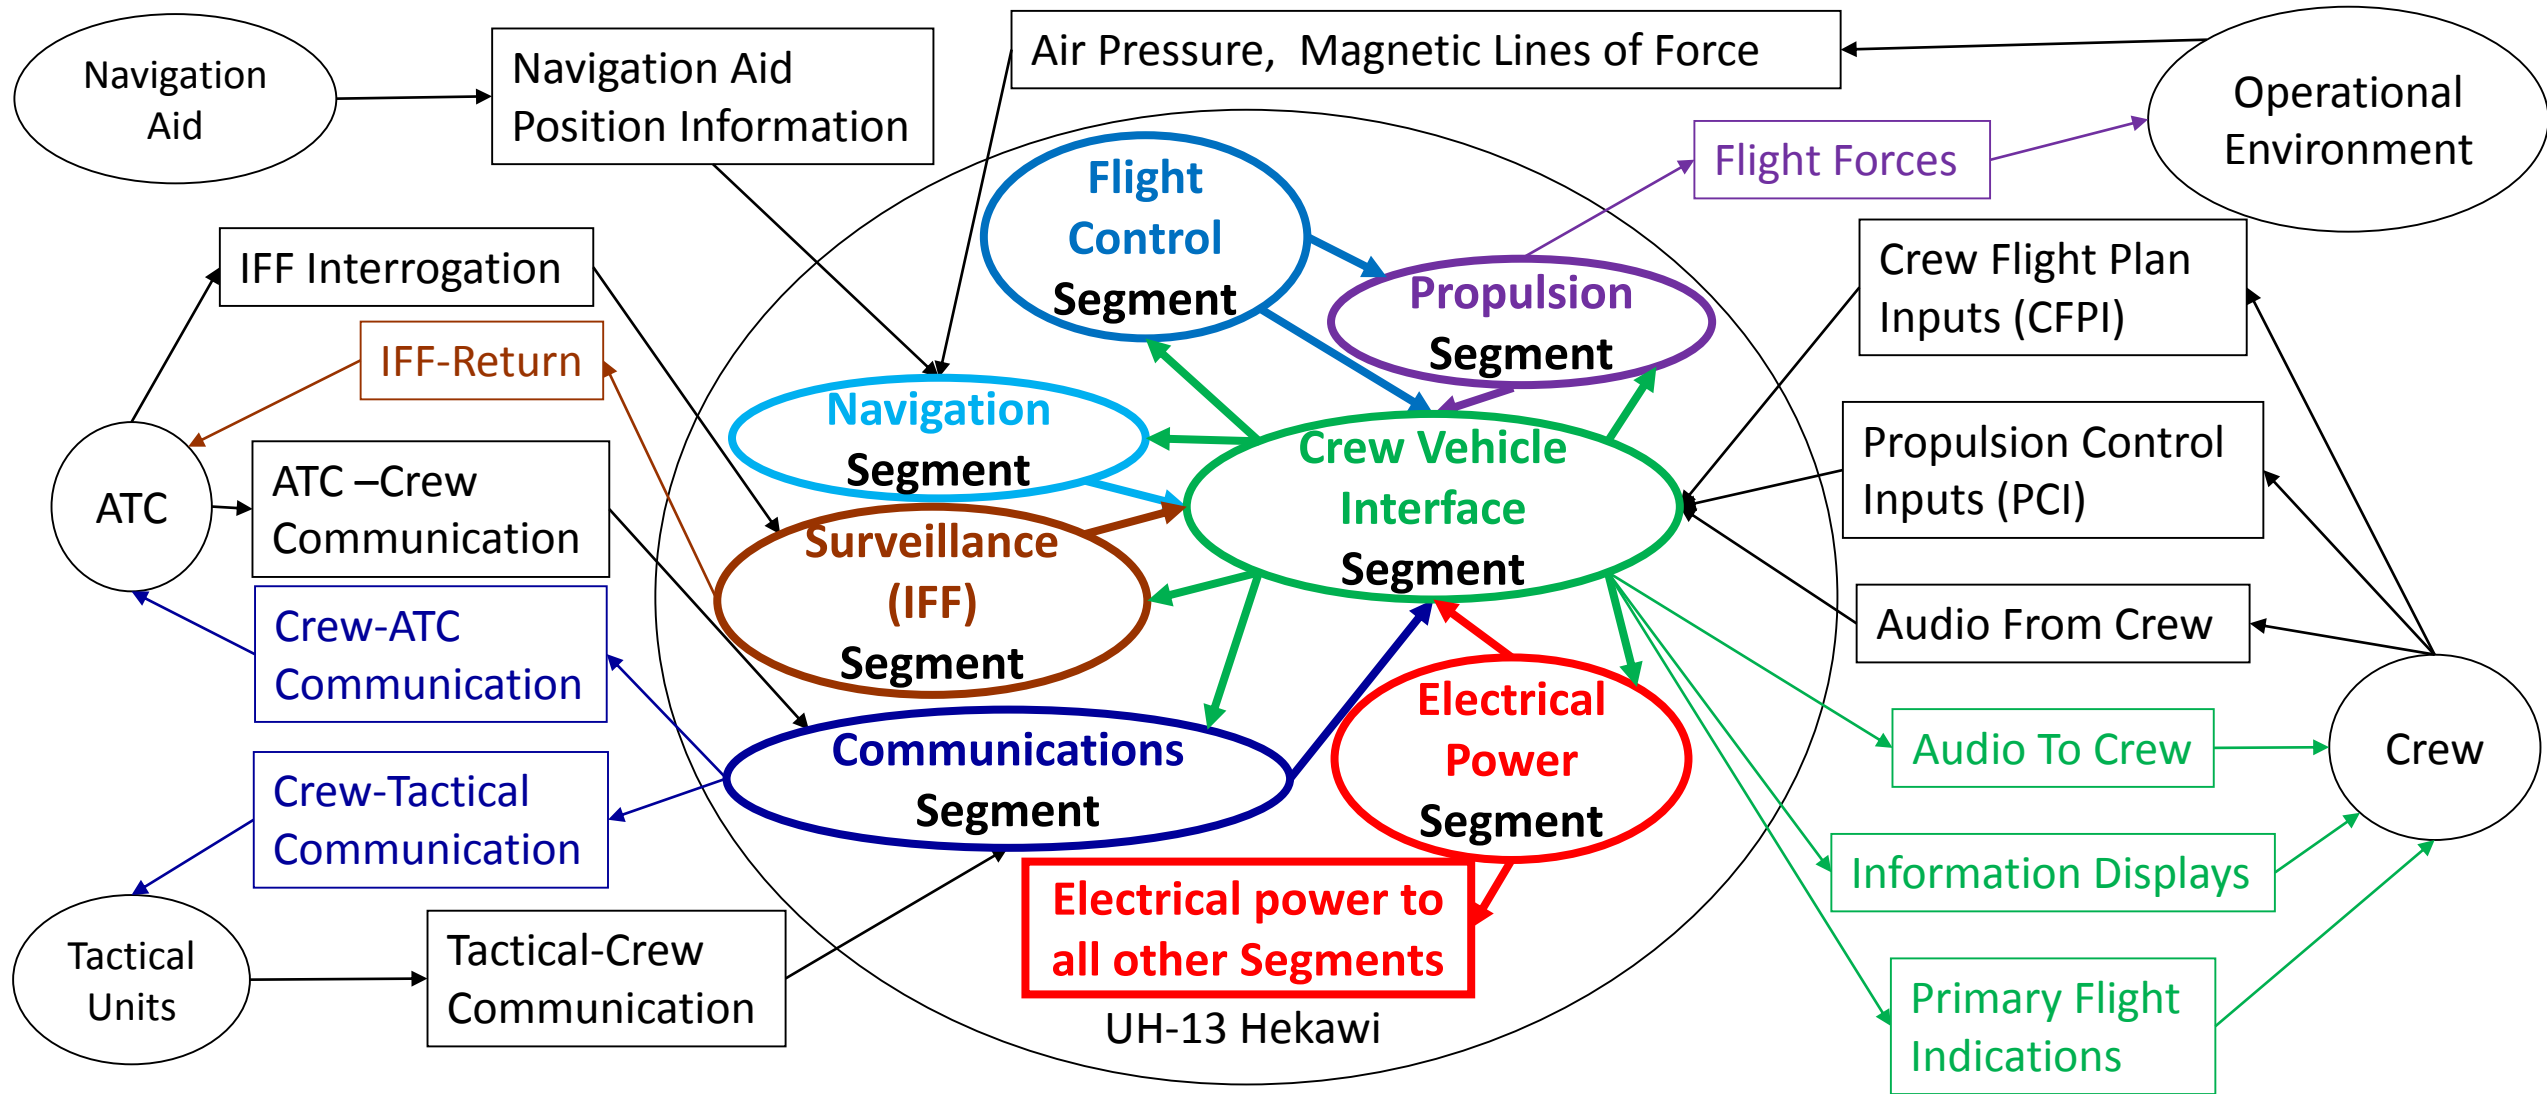 Navigation
Aid
Navigation Aid
Position Information
Air Pressure,  Magnetic Lines of Force
Operational
Environment
Flight Forces
Flight
Control
Segment
Propulsion
Segment
IFF Interrogation
IFF-Return
ATC
ATC –Crew
Communication
Crew-ATC
Communication
Crew-Tactical
Communication
Tactical
Units
Tactical-Crew
Communication
Navigation
Segment
Surveillance
(IFF)
Segment
Communications
Segment
Crew Vehicle
Interface
Segment
Electrical
Power
Segment
Electrical power to
all other Segments
UH-13 Hekawi
Crew Flight Plan
Inputs (CFPI)
Propulsion Control
Inputs (PCI)
Audio From Crew
Audio To Crew
Crew
Information Displays
Primary Flight
Indications